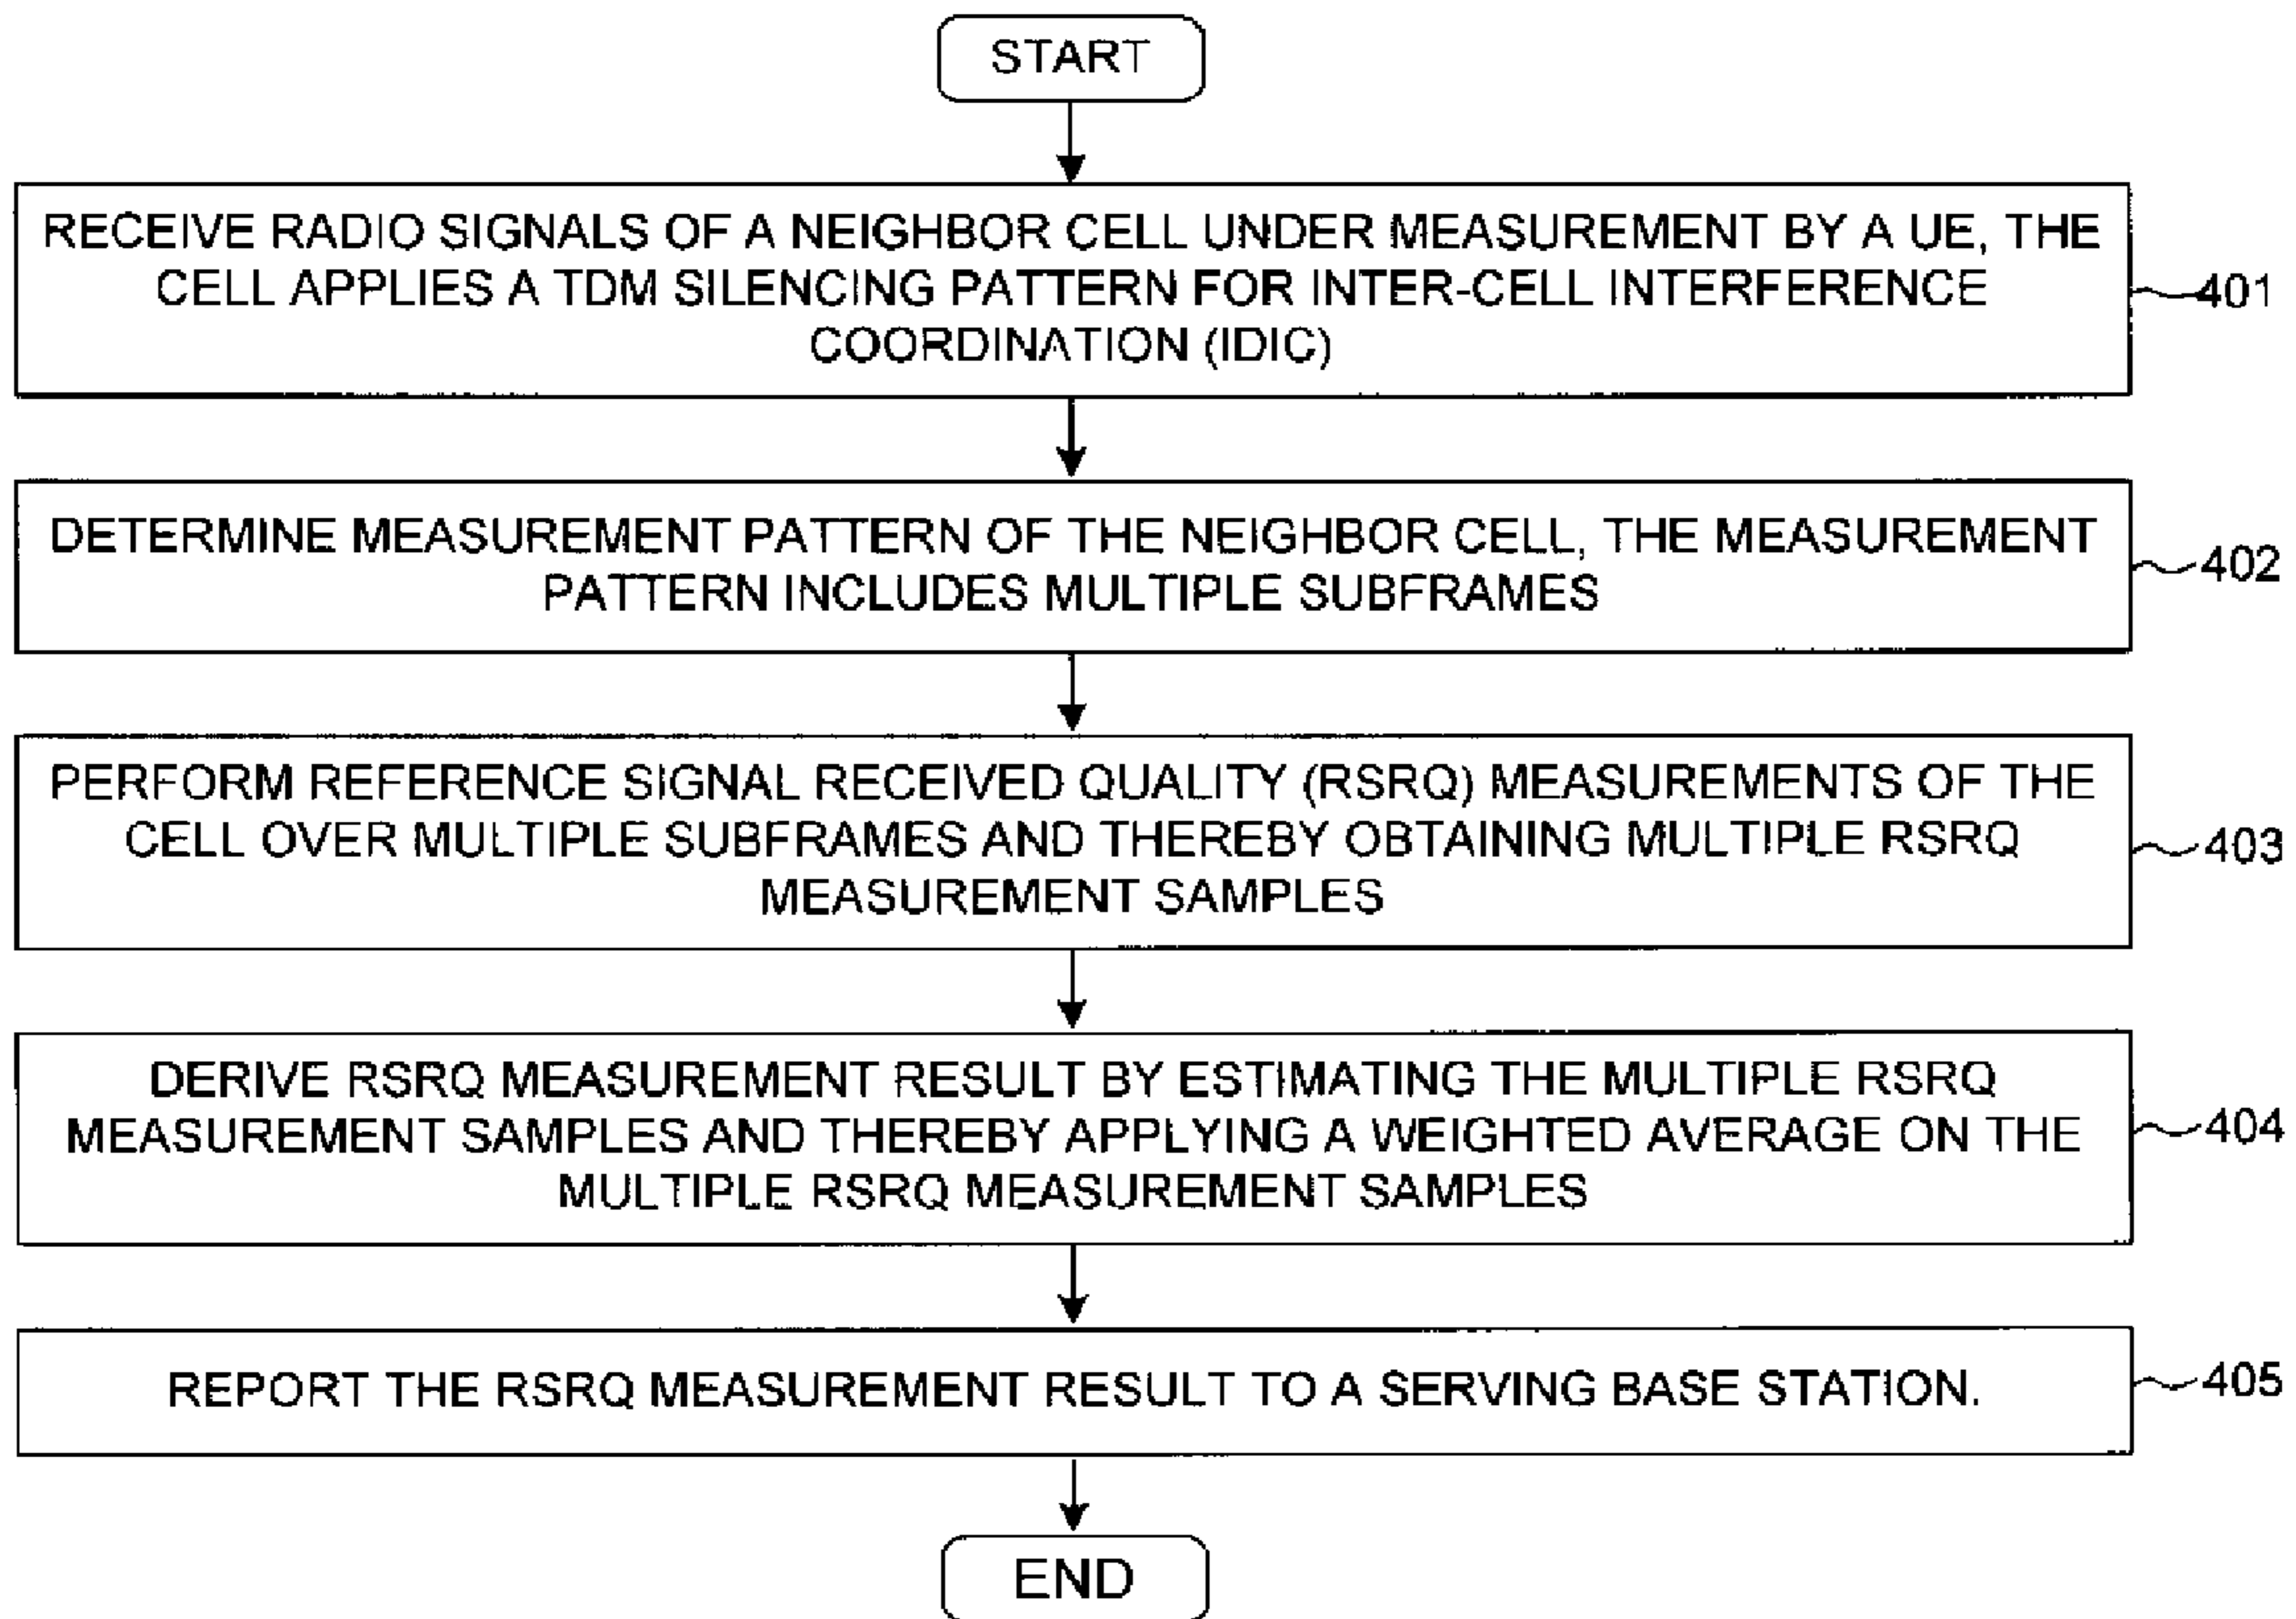 START
RECEIVE RADIO SIGNALS OF A NEIGHBOR CELL UNDER MEASUREMENT BY A UE, THE
CELL APPLIES A TDM SILENCING PATTERN FOR INTER-CELL INTERFERENCE
COORDINATION (IDIC)
401
DETERMINE MEASUREMENT PATTERN OF THE NEIGHBOR CELL, THE MEASUREMENT
PATTERN INCLUDES MULTIPLE SUBFRAMES
402
PERFORM REFERENCE SIGNAL RECEIVED QUALITY (RSRQ) MEASUREMENTS OF THE
CELL OVER MULTIPLE SUBFRAMES AND THEREBY OBTAINING MULTIPLE RSRQ
MEASUREMENT SAMPLES
403
DERIVE RSRQ MEASUREMENT RESULT BY ESTIMATING THE MULTIPLE RSRQ
MEASUREMENT SAMPLES AND THEREBY APPLYING A WEIGHTED AVERAGE ON THE
MULTIPLE RSRQ MEASUREMENT SAMPLES
404
REPORT THE RSRQ MEASUREMENT RESULT TO A SERVING BASE STATION.
405
END